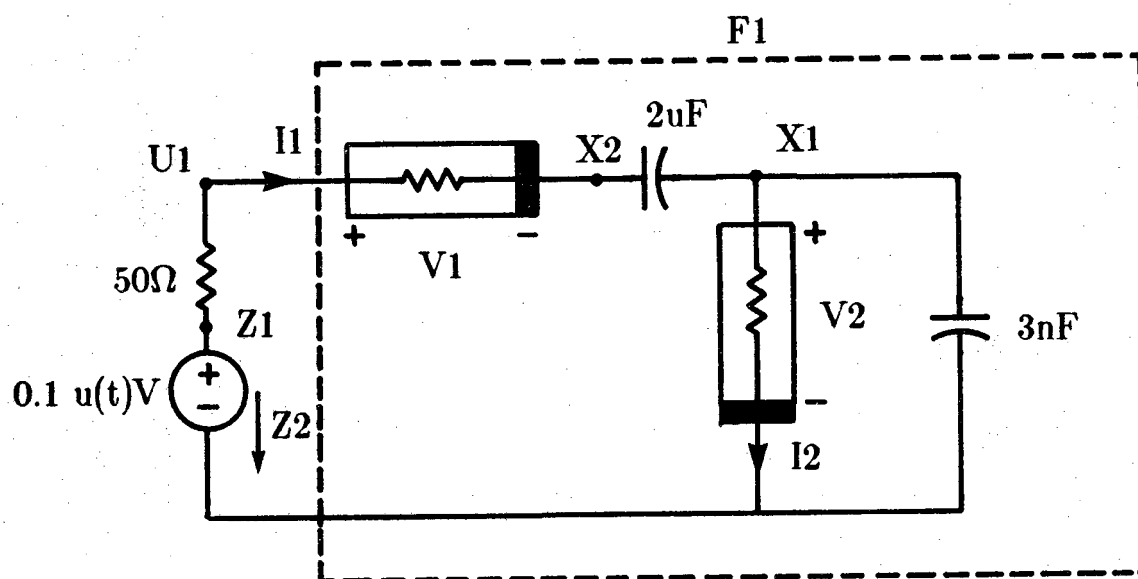 F1
2uF
I1
X2
X1
U1
+
-
V1
+
50Ω
Z1
V2
3nF
+
-
0.1 u(t)V
Z2
-
I2